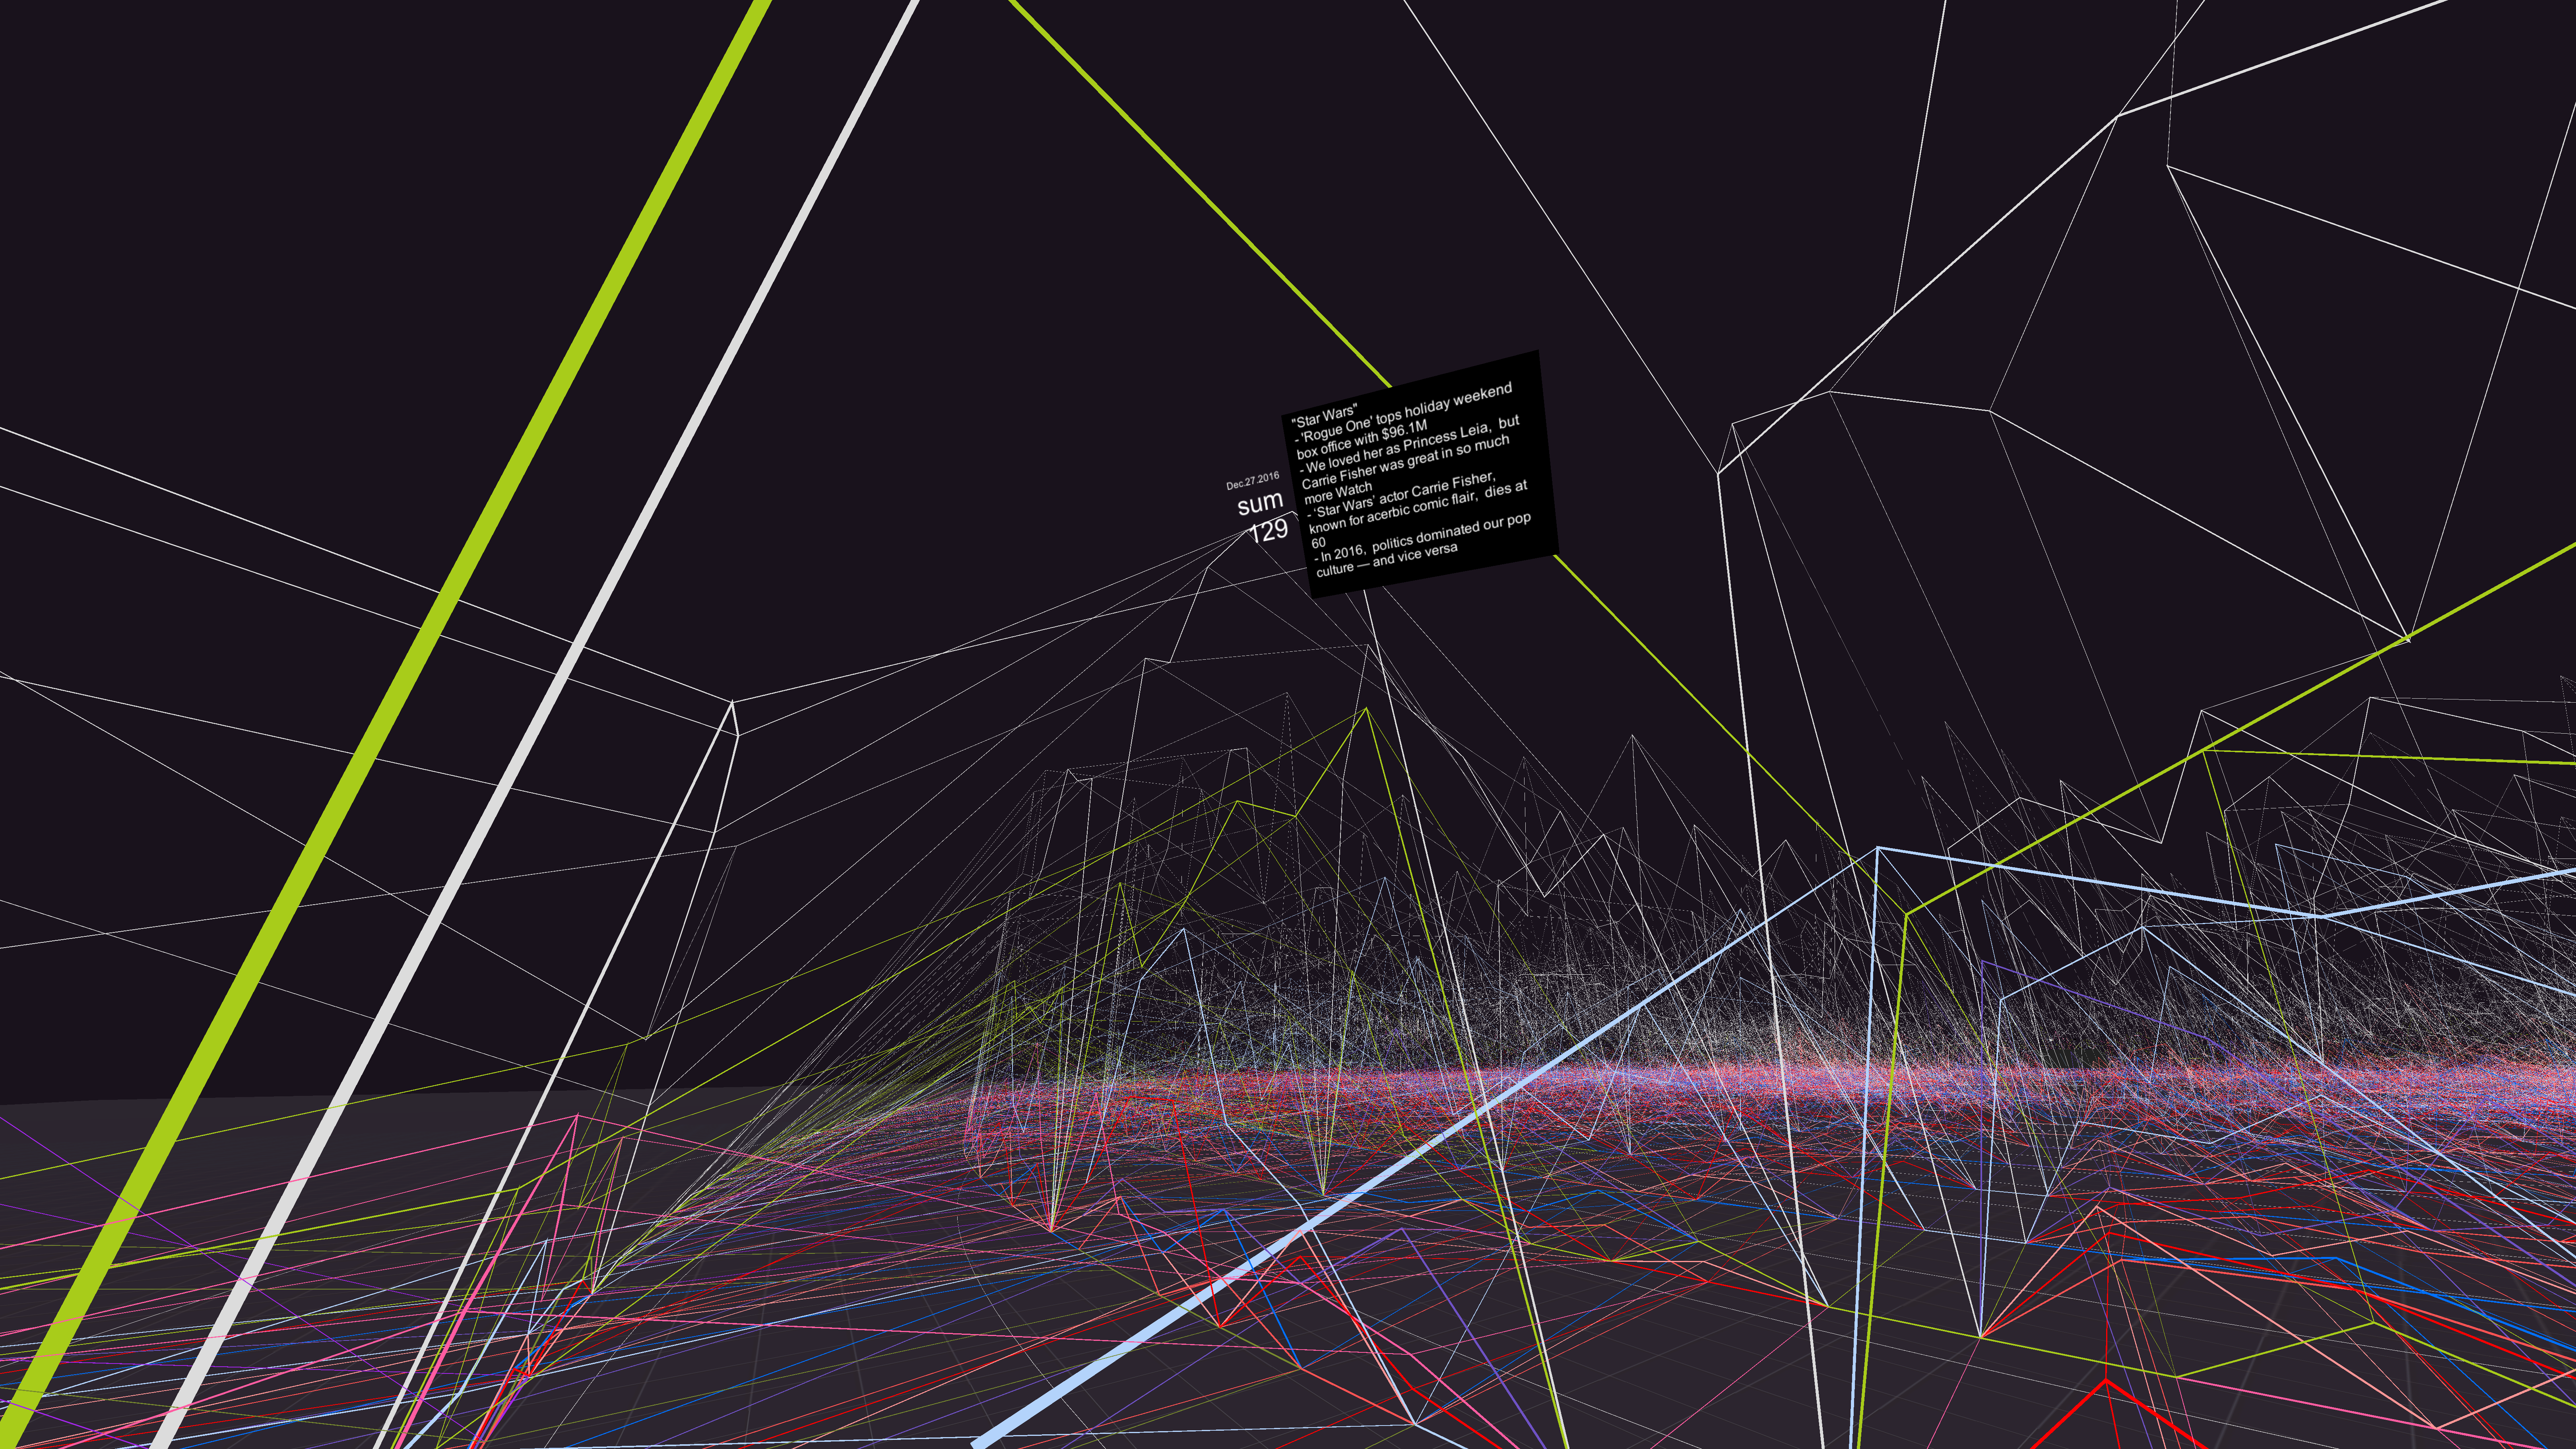 Dec.27.2016
sum
129
"Star Wars"
- 'Rogue One' tops holiday weekend
box office with $96.1M
- We loved her as Princess Leia,  but
Carrie Fisher was great in so much
more Watch
- 'Star Wars' actor Carrie Fisher,
known for acerbic comic flair,  dies at
60
- In 2016,  politics dominated our pop
culture — and vice versa